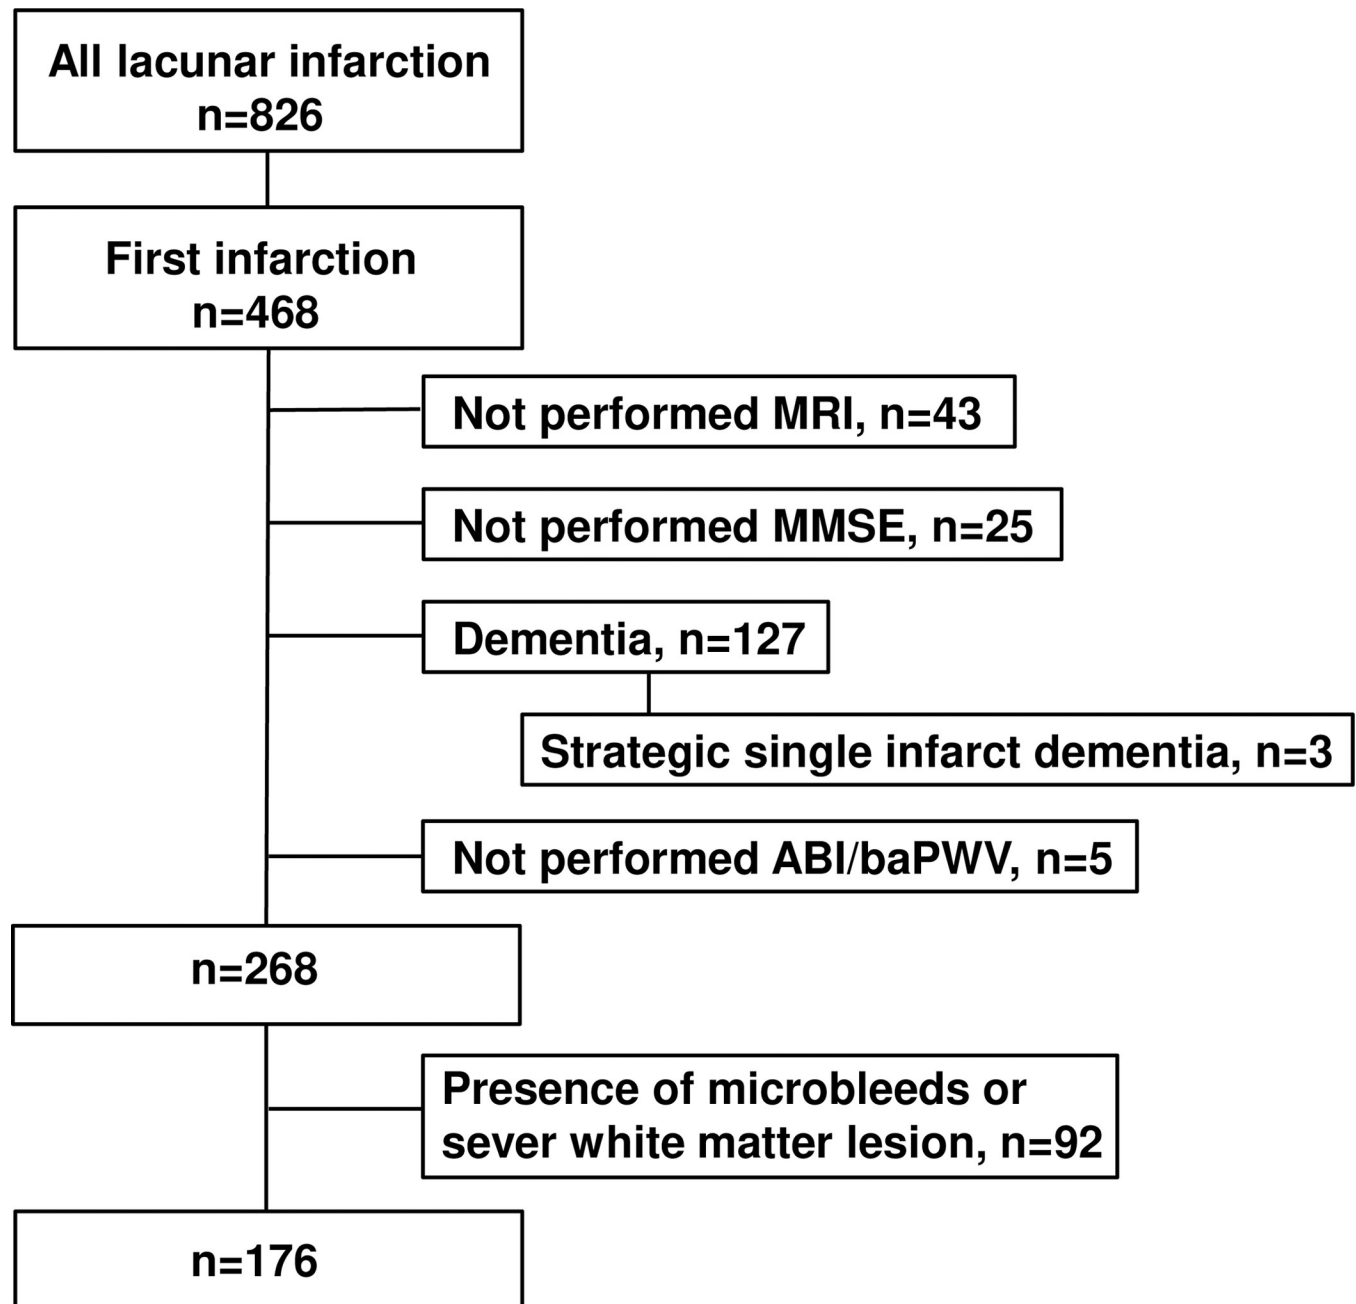 All lacunar infarction
n=826
First infarction
n=468
Not performed MRI, n=43
Not performed MMSE, n=25
Dementia, n=127
Strategic single infarct dementia, n=3
Not performed ABI/baPWV, n=5
n=268
Presence of microbleeds or
sever white matter lesion, n=92
n=176